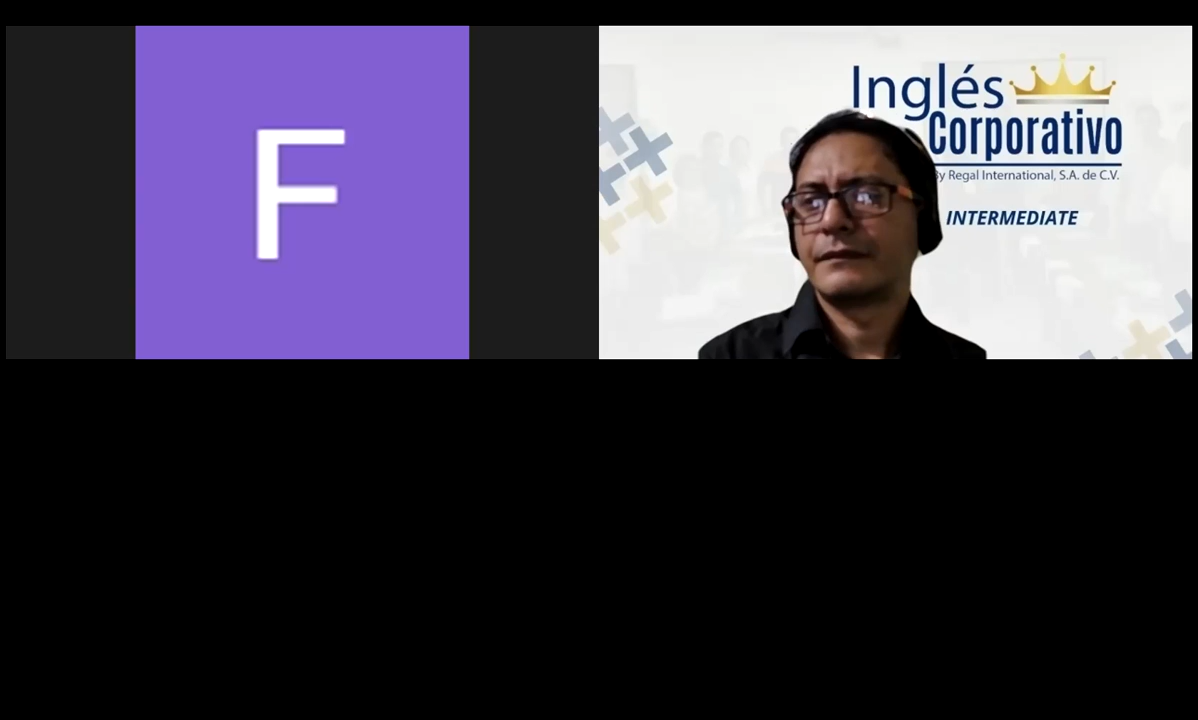 F
Inglés
Corporativo
By Regal International, S.A. de C.V.
INTERMEDIATE